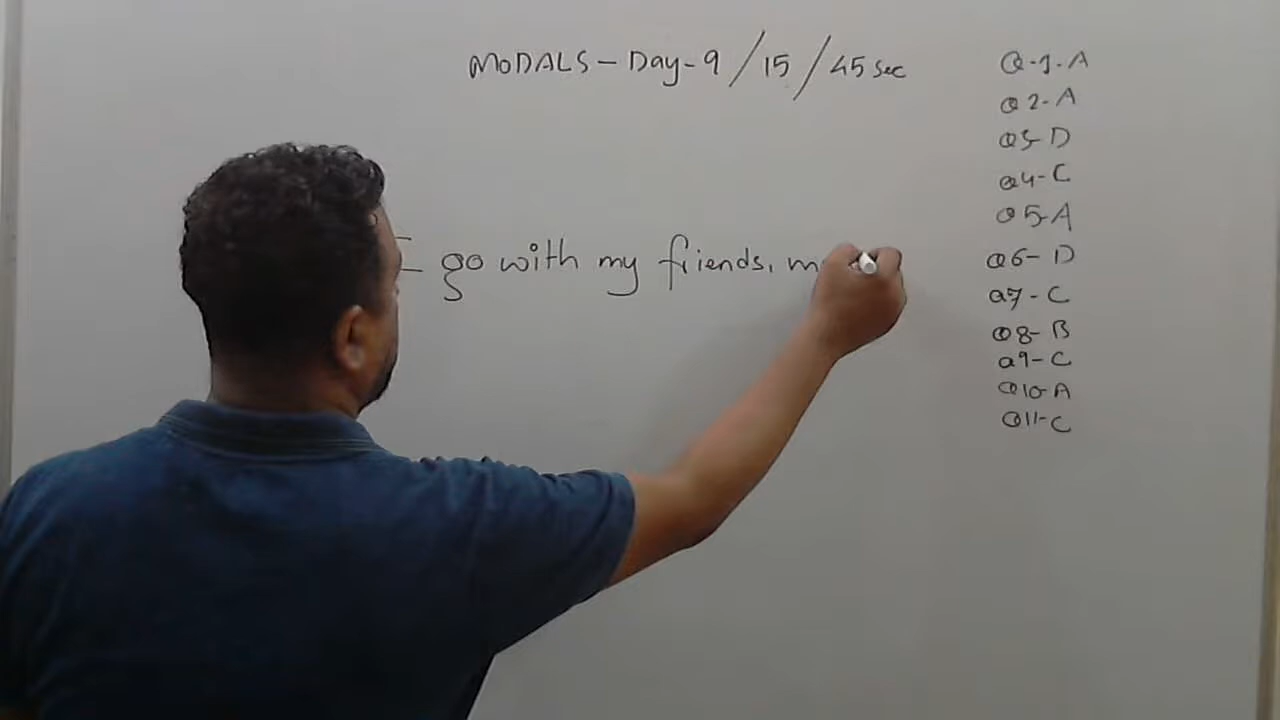 MODALS - Day - 9 / 15 / 45 sec
I go with my friends, m
Q-1-A
Q2-A
Q3-D
Q4-C
Q5-A
Q6-D
Q7-C
Q8-B
Q9-C
Q10-A
Q11-C